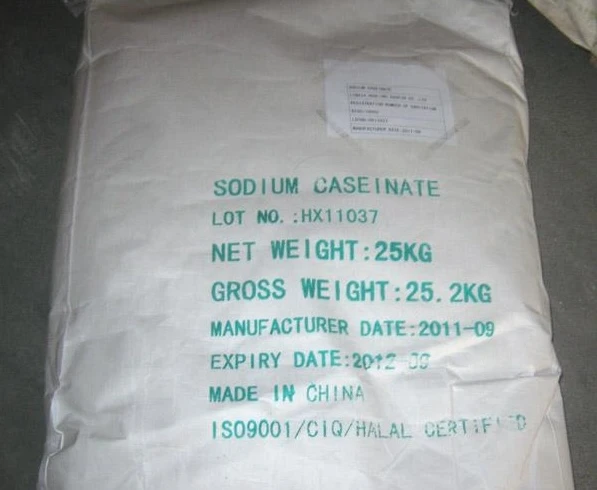 SODIUM CASEINATE
LOT NO.:HX11037
NET WEIGHT:25KG
GROSS WEIGHT:25.2KG
MANUFACTURER DATE:2011-09
EXPIRY DATE:2012-09
MADE IN CHINA
ISO9001/CIQ/HALAL CERTIFIED